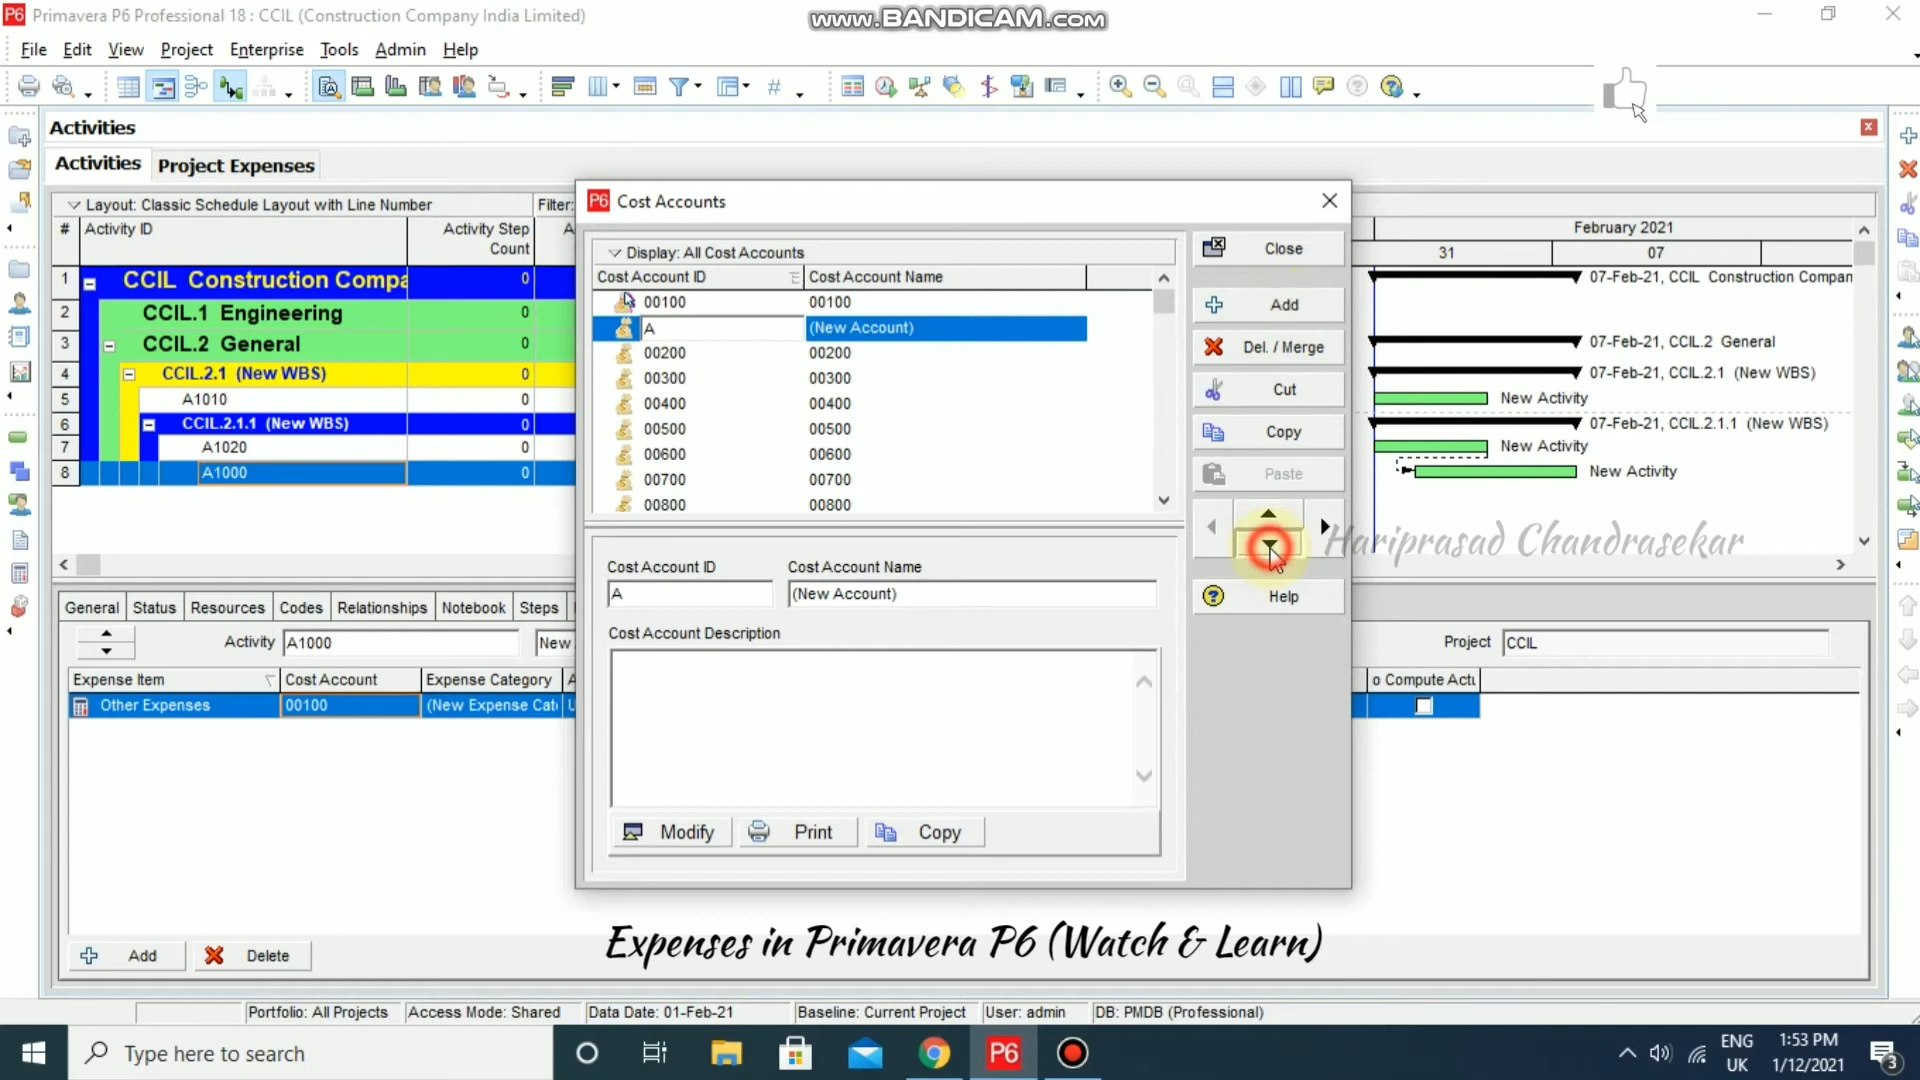 P6 Primavera P6 Professional 18 : CCIL (Construction Company India Limited)
www.BANDICAM.com
File Edit View Project Enterprise Tools Admin Help
Activities
Activities Project Expenses
Layout: Classic Schedule Layout with Line Number Filter:
# Activity ID Activity Step Count A
1 CCIL Construction Compa 0
2 CCIL.1 Engineering 0
3 CCIL.2 General 0
4 CCIL.2.1 (New WBS) 0
5 A1010 0
6 CCIL.2.1.1 (New WBS) 0
7 A1020 0
8 A1000 0
February 2021
31 07
07-Feb-21, CCIL Construction Compan
07-Feb-21, CCIL.2 General
07-Feb-21, CCIL.2.1 (New WBS)
New Activity
07-Feb-21, CCIL.2.1.1 (New WBS)
New Activity
New Activity
P6 Cost Accounts
Display: All Cost Accounts
Cost Account ID Cost Account Name
00100 00100
A (New Account)
00200 00200
00300 00300
00400 00400
00500 00500
00600 00600
00700 00700
00800 00800
Close
Add
Del. / Merge
Cut
Copy
Paste
Help
Cost Account ID Cost Account Name
A (New Account)
Cost Account Description
Modify Print Copy
Hariprasad Chandrasekar
General Status Resources Codes Relationships Notebook Steps
Activity A1000 New Project CCIL
Expense Item Cost Account Expense Category A o Compute Actu
Other Expenses 00100 (New Expense Cat U
Add Delete
Expenses in Primavera P6 (Watch & Learn)
Portfolio: All Projects Access Mode: Shared Data Date: 01-Feb-21 Baseline: Current Project User: admin DB: PMDB (Professional)
Type here to search
P6
ENG
UK
1:53 PM
1/12/2021
3